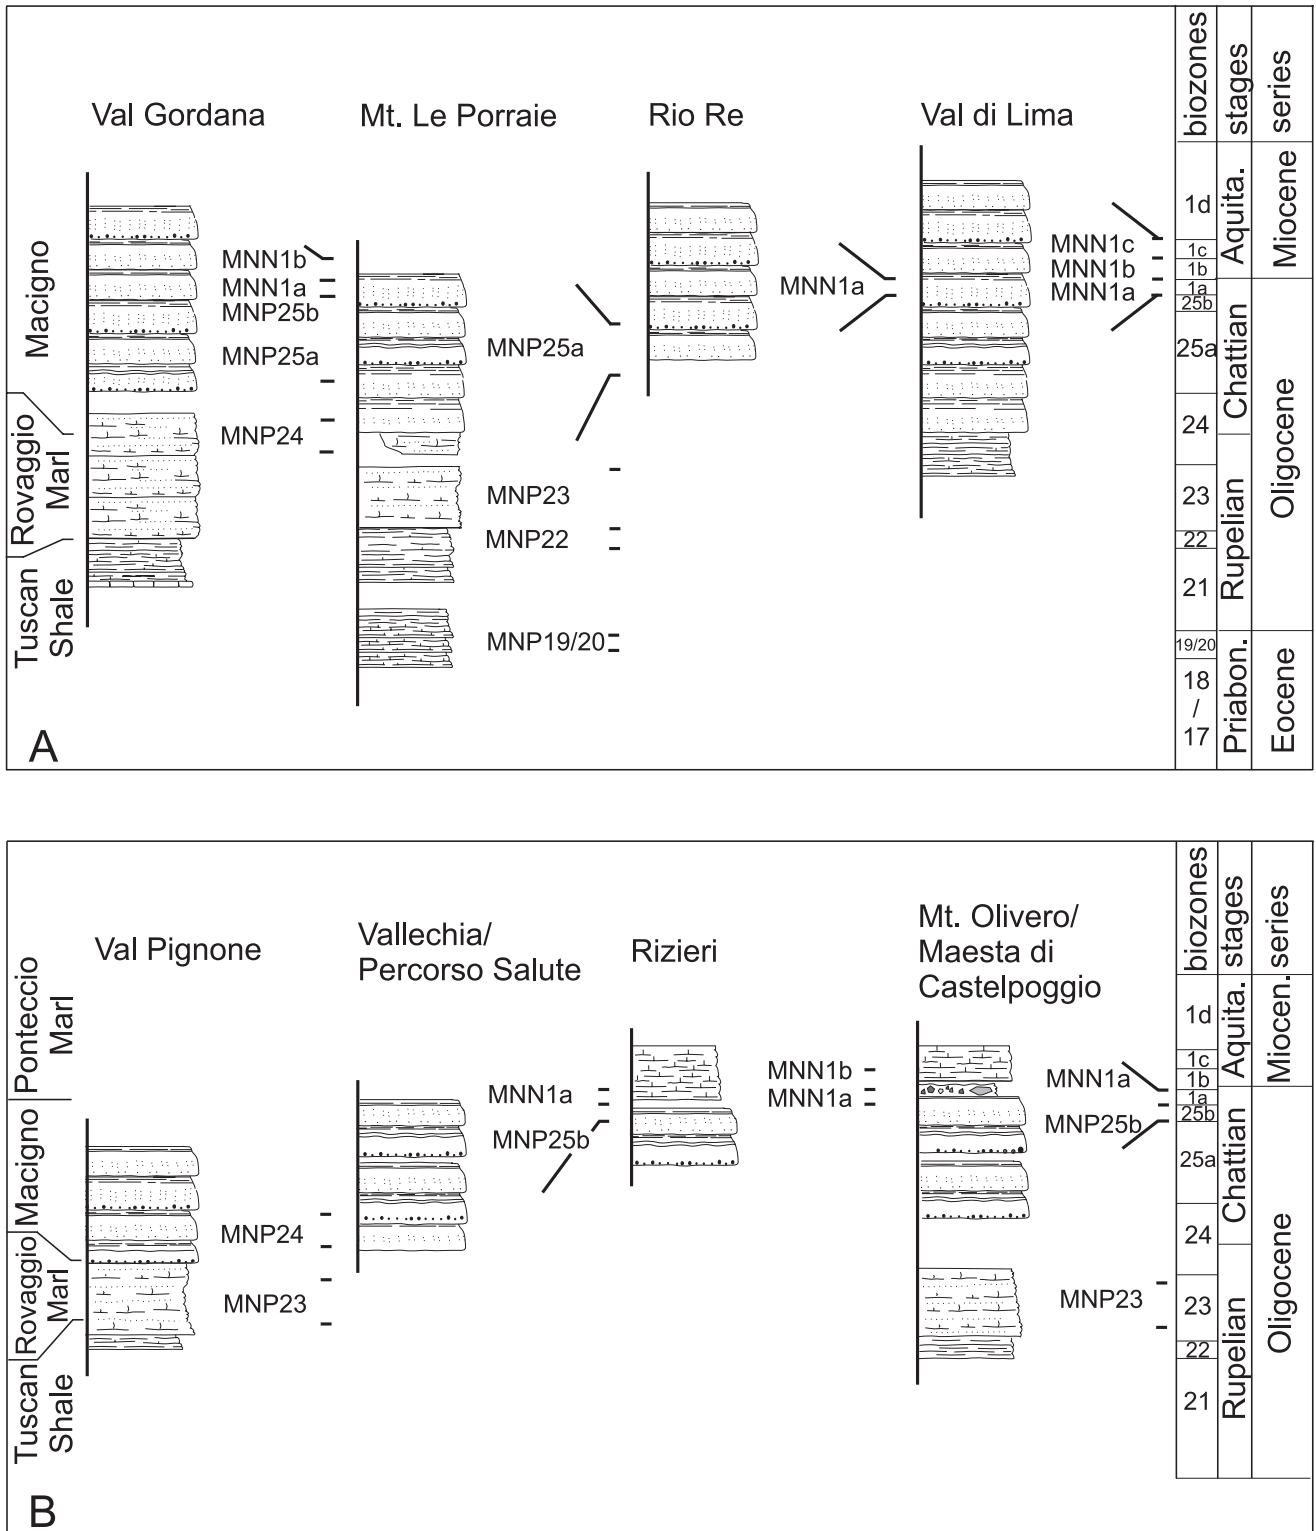 Val Gordana
Mt. Le Porraie
Rio Re
Val di Lima
biozones
stages
series
Macigno
Rovaggio
Marl
Tuscan
Shale
MNN1b
MNN1a
MNP25b
MNP25a
MNP24
MNP25a
MNP23
MNP22
MNP19/20
MNN1a
MNN1c
MNN1b
MNN1a
1d
1c
1b
1a
25b
25a
24
23
22
21
19/20
18
/
17
Aquita.
Chattian
Rupelian
Priabon.
Miocene
Oligocene
Eocene
A
Val Pignone
Vallechia/
Percorso Salute
Rizieri
Mt. Olivero/
Maesta di
Castelpoggio
biozones
stages
series
Ponteccio
Marl
Macigno
Rovaggio
Marl
Tuscan
Shale
MNP24
MNP23
MNN1a
MNP25b
MNN1b
MNN1a
MNN1a
MNP25b
MNP23
1d
1c
1b
1a
25b
25a
24
23
22
21
Aquita.
Chattian
Rupelian
Miocen.
Oligocene
B